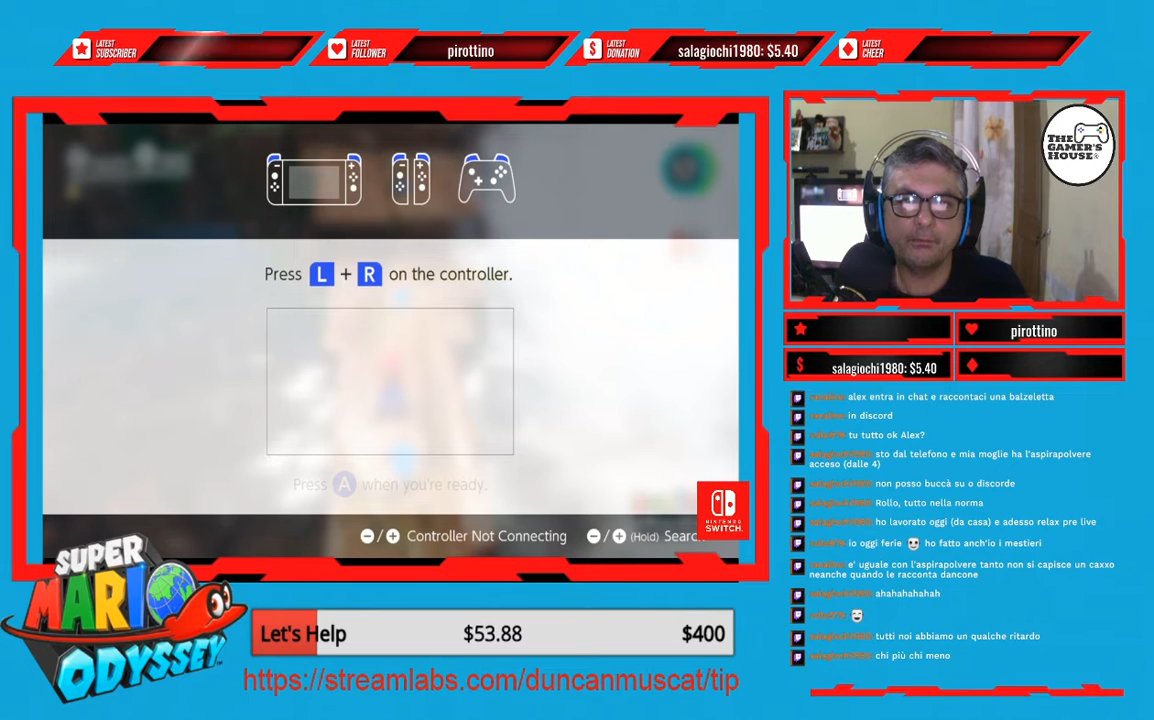 LATEST
SUBSCRIBER
LATEST
FOLLOWER
pirottino
LATEST
DONATION
salagiochi1980: $5.40
LATEST
CHEER
THE
GAMER'S
HOUSE
Press L + R on the controller.
Press A when you're ready.
-/+ Controller Not Connecting -/+ (Hold) Searc
NINTENDO
SWITCH.
pirottino
salagiochi1980: $5.40
alex entra in chat e raccontaci una balzeletta
in discord
tu tutto ok Alex?
sto dal telefono e mia moglie ha l'aspirapolvere
acceso (dalle 4)
non posso buccà su o discorde
Rollo, tutto nella norma
ho lavorato oggi (da casa) e adesso relax pre live
io oggi ferie ho fatto anch'io i mestieri
e' uguale con l'aspirapolvere tanto non si capisce un caxxo
neanche quando le racconta dancone
ahahahahahah
tutti noi abbiamo un qualche ritardo
chi più chi meno
SUPER
MARIO
ODYSSEY™
Let's Help $53.88 $400
https://streamlabs.com/duncanmuscat/tip